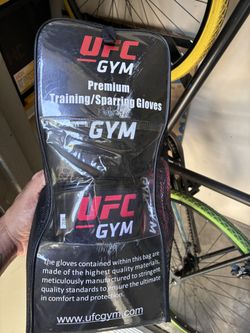 UFC
GYM
Premium
Training/Sparring Gloves
GYM
UFC
GYM
The gloves contained within this bag are
made of the highest quality materials,
meticulously manufactured to stringent
quality standards to ensure the ultimate
in comfort and protection.
www.ufcgym.com